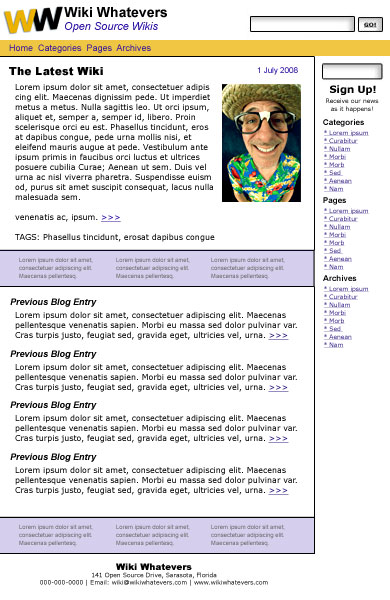 WW Wiki Whatevers
Open Source Wikis
GO!
Home Categories Pages Archives
The Latest Wiki
1 July 2008
Lorem ipsum dolor sit amet, consectetuer adipis
cing elit. Maecenas dignissim pede. Ut imperdiet
metus a metus. Nulla sagittis leo. Ut orci ipsum,
aliquet et, semper a, semper id, libero. Proin
scelerisque orci eu est. Phasellus tincidunt, eros
at rutrum congue, pede urna mollis nisi, et
eleifend mauris augue at pede. Vestibulum ante
ipsum primis in faucibus orci luctus et ultrices
posuere cubilia Curae; Aenean ut sem. Duis vel
urna ac nisl viverra pharetra. Suspendisse euism
od, purus sit amet suscipit consequat, lacus nulla
malesuada sem.
venenatis ac, ipsum. >>>
TAGS: Phasellus tincidunt, erosat dapibus congue
Lorem ipsum dolor sit amet,
consectetuer adipiscing elit.
Maecenas pellentesq.
Lorem ipsum dolor sit amet,
consectetuer adipiscing elit.
Maecenas pellentesq.
Lorem ipsum dolor sit amet,
consectetuer adipiscing elit.
Maecenas pellentesq.
Previous Blog Entry
Lorem ipsum dolor sit amet, consectetuer adipiscing elit. Maecenas
pellentesque venenatis sapien. Morbi eu massa sed dolor pulvinar var.
Cras turpis justo, feugiat sed, gravida eget, ultricies vel, urna. >>>
Previous Blog Entry
Lorem ipsum dolor sit amet, consectetuer adipiscing elit. Maecenas
pellentesque venenatis sapien. Morbi eu massa sed dolor pulvinar var.
Cras turpis justo, feugiat sed, gravida eget, ultricies vel, urna. >>>
Previous Blog Entry
Lorem ipsum dolor sit amet, consectetuer adipiscing elit. Maecenas
pellentesque venenatis sapien. Morbi eu massa sed dolor pulvinar var.
Cras turpis justo, feugiat sed, gravida eget, ultricies vel, urna. >>>
Previous Blog Entry
Lorem ipsum dolor sit amet, consectetuer adipiscing elit. Maecenas
pellentesque venenatis sapien. Morbi eu massa sed dolor pulvinar var.
Cras turpis justo, feugiat sed, gravida eget, ultricies vel, urna. >>>
Lorem ipsum dolor sit amet,
consectetuer adipiscing elit.
Maecenas pellentesq.
Lorem ipsum dolor sit amet,
consectetuer adipiscing elit.
Maecenas pellentesq.
Lorem ipsum dolor sit amet,
consectetuer adipiscing elit.
Maecenas pellentesq.
Sign Up!
Receive our news
as it happens!
Categories
* Lorem ipsum
* Curabitur
* Nullam
* Morbi
* Morb
* Sed
* Aenean
* Nam
Pages
* Lorem ipsum
* Curabitur
* Nullam
* Morbi
* Morb
* Sed
* Aenean
* Nam
Archives
* Lorem ipsum
* Curabitur
* Nullam
* Morbi
* Morb
* Sed
* Aenean
* Nam
Wiki Whatevers
141 Open Source Drive, Sarasota, Florida
000-000-0000 | Email: wiki@wikiwhatevers.com | www.wikiwhatevers.com